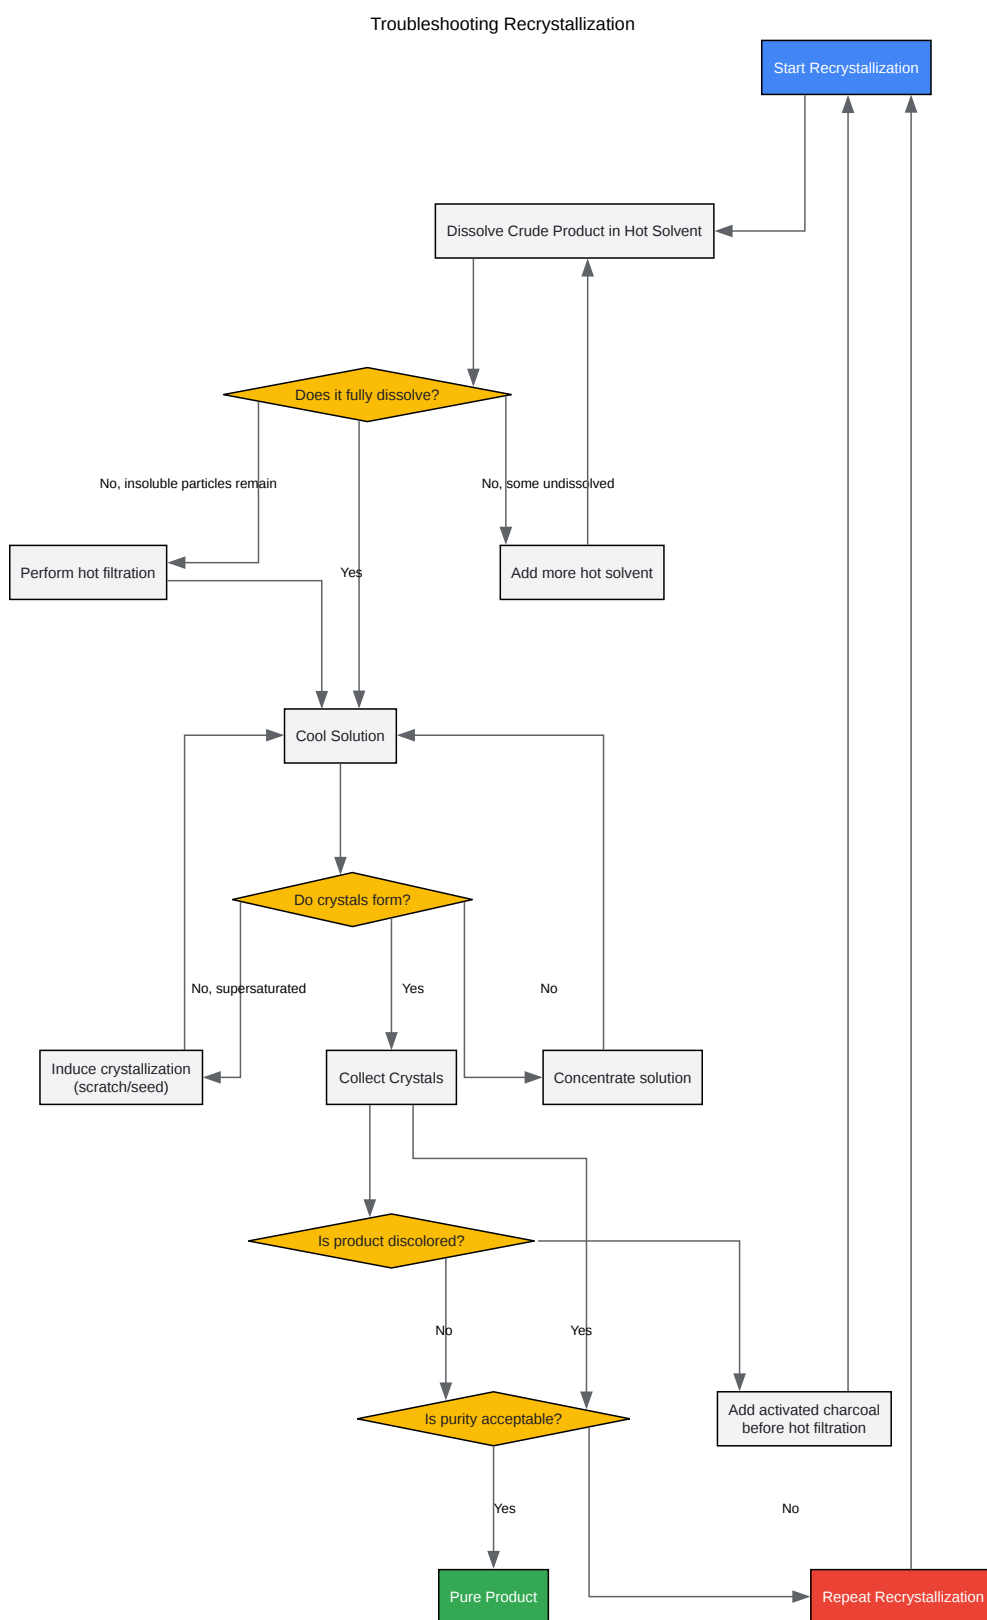 Troubleshooting Recrystallization
Start Recrystallization
Dissolve Crude Product in Hot Solvent
Does it fully dissolve?
No, insoluble particles remain
No, some undissolved
Perform hot filtration
Yes
Add more hot solvent
Cool Solution
Do crystals form?
No, supersaturated
Yes
No
Induce crystallization
(scratch/seed)
Collect Crystals
Concentrate solution
Is product discolored?
No
Yes
Is purity acceptable?
Add activated charcoal
before hot filtration
Yes
No
Pure Product
Repeat Recrystallization